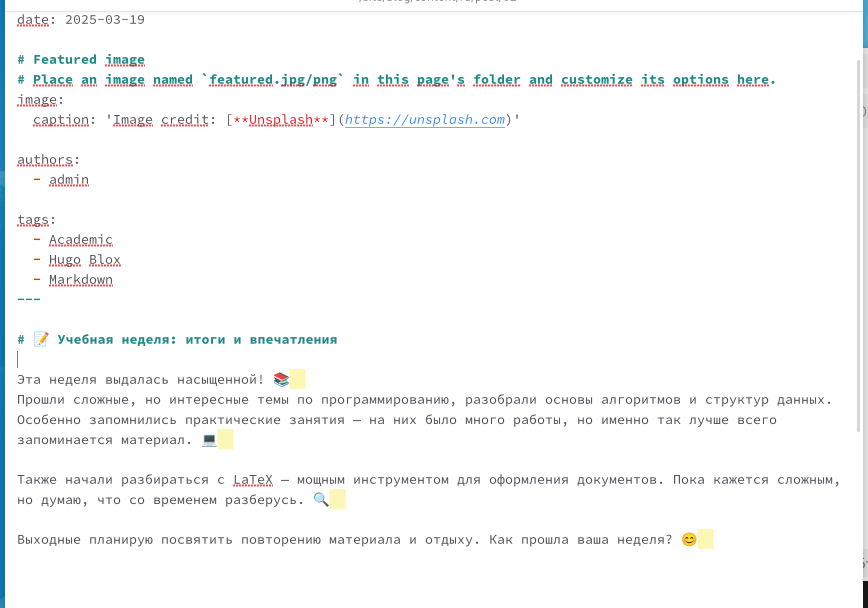 date: 2025-03-19
# Featured image
# Place an image named `featured.jpg/png` in this page's folder and customize its options here.
image:
  caption: 'Image credit: [**Unsplash**](https://unsplash.com)'
authors:
  - admin
tags:
  - Academic
  - Hugo Blox
  - Markdown
---
# 📝 Учебная неделя: итоги и впечатления
Эта неделя выдалась насыщенной! 📚
Прошли сложные, но интересные темы по программированию, разобрали основы алгоритмов и структур данных.
Особенно запомнились практические занятия — на них было много работы, но именно так лучше всего
запоминается материал. 💻
Также начали разбираться с LaTeX — мощным инструментом для оформления документов. Пока кажется сложным,
но думаю, что со временем разберусь. 🔍
Выходные планирую посвятить повторению материала и отдыху. Как прошла ваша неделя? 😊